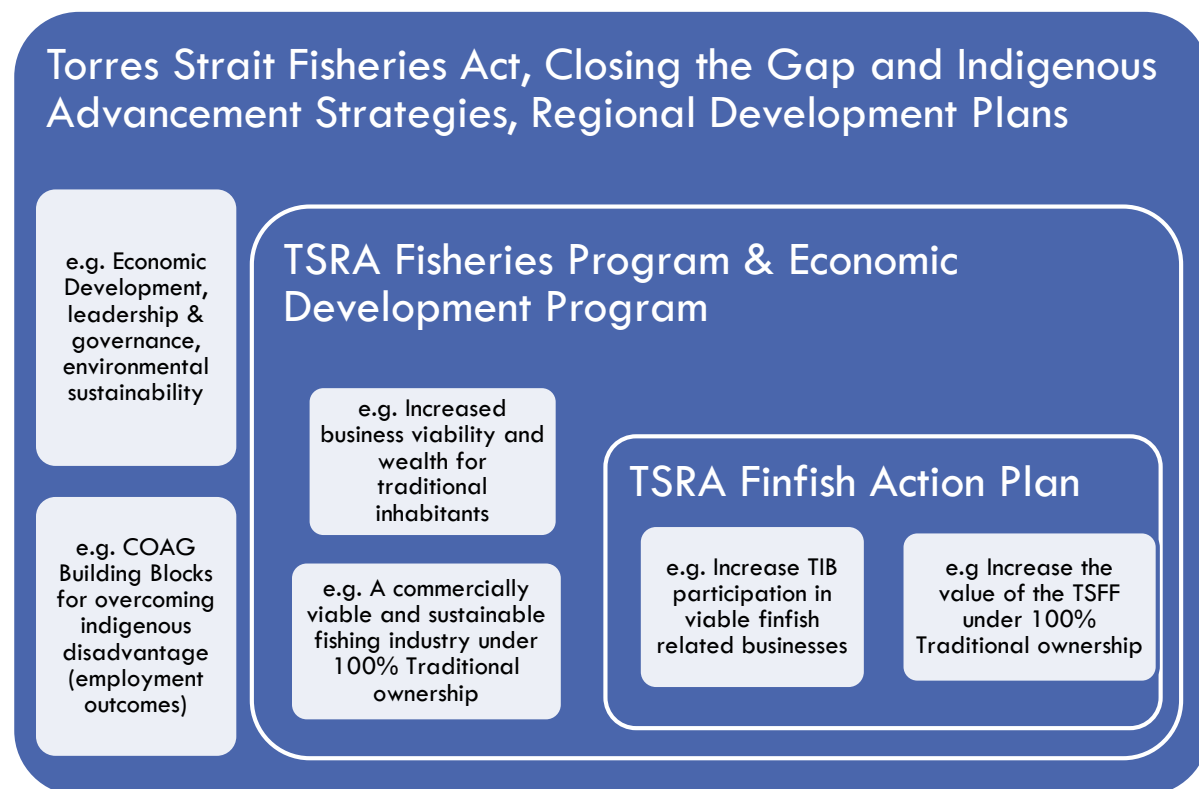 Torres Strait Fisheries Act, Closing the Gap and Indigenous
Advancement Strategies, Regional Development Plans
e.g. Economic
Development,
leadership &
governance,
environmental
sustainability
e.g. COAG
Building Blocks
for overcoming
indigenous
disadvantage
(employment
outcomes)
TSRA Fisheries Program & Economic
Development Program
e.g. Increased
business viability and
wealth for
traditional
inhabitants
e.g. A commercially
viable and sustainable
fishing industry under
100% Traditional
ownership
TSRA Finfish Action Plan
e.g. Increase TIB
participation in
viable finfish
related businesses
e.g Increase the
value of the TSFF
under 100%
Traditional ownership